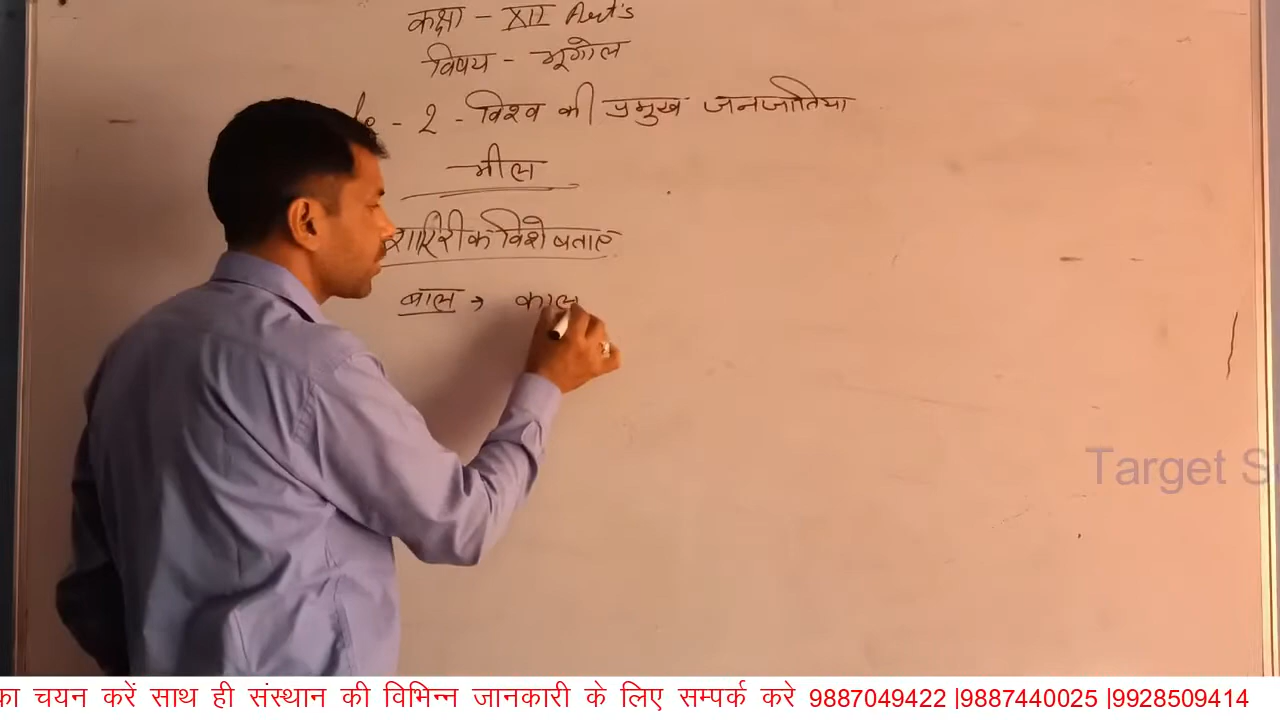 कक्षा - XII Art's
विषय - भूगोल
- 2 - विश्व की प्रमुख जनजातिया
भील
शारिरीक विशेषताए
बाल → काल
Target S
का चयन करें साथ ही संस्थान की विभिन्न जानकारी के लिए सम्पर्क करे 9887049422 |9887440025 |9928509414